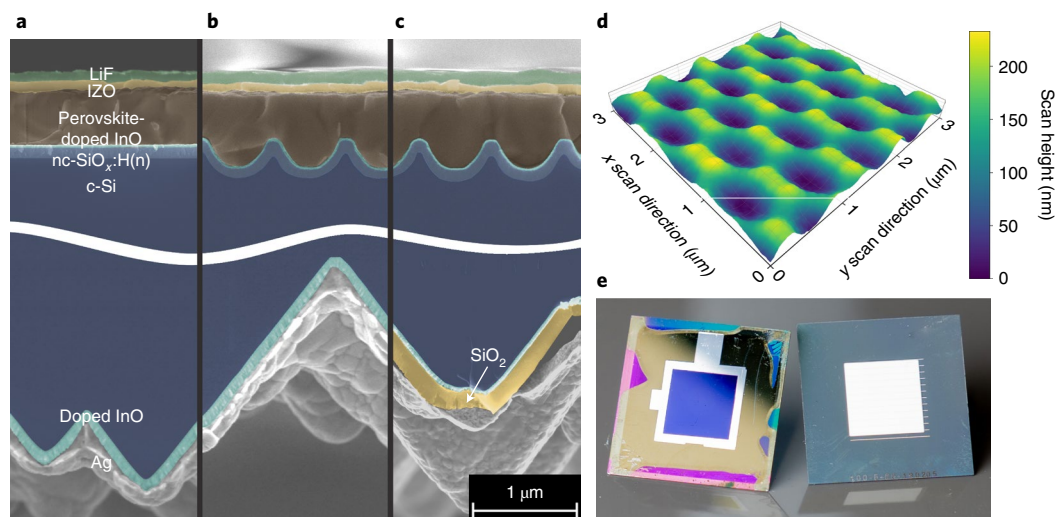 a
b
c
LiF
IZO
Perovskite-
doped InO
nc-SiOₓ:H(n)
c-Si
SiO₂
Doped InO
Ag
1 μm
d
3
2
1
0
x scan direction (μm)
0
1
2
3
y scan direction (μm)
200
150
100
50
0
Scan height (nm)
e